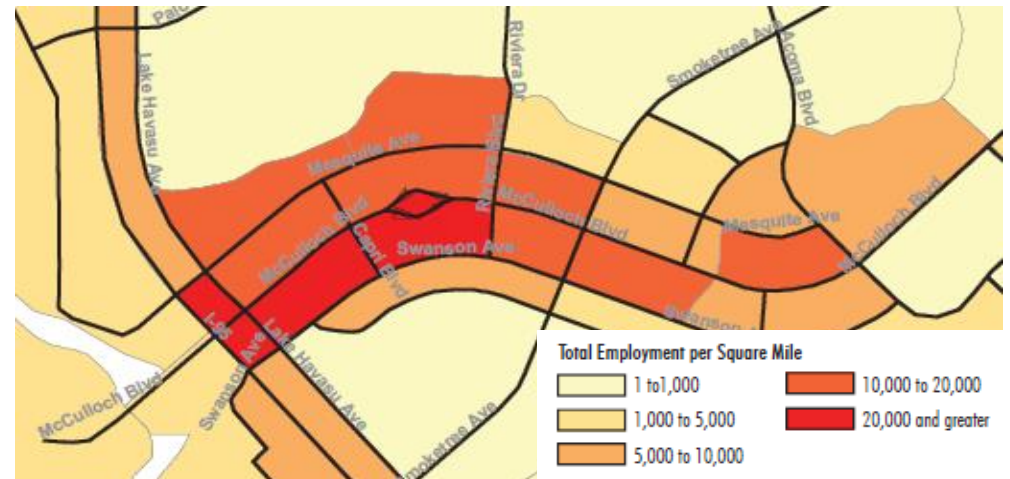 Lake Havasu Ave
Riviera Dr
Smoketree Ave
Acoma Blvd
Mesquite Ave
McCulloch Blvd
Riviera Blvd
McCulloch Blvd
Mesquite Ave
McCulloch Blvd
Capri Blvd
Swanson Ave
I-95
Swanson Ave
Lake Havasu Ave
McCulloch Blvd
Swanson
Smoketree Ave
Total Employment per Square Mile
1 to1,000
1,000 to 5,000
5,000 to 10,000
10,000 to 20,000
20,000 and greater